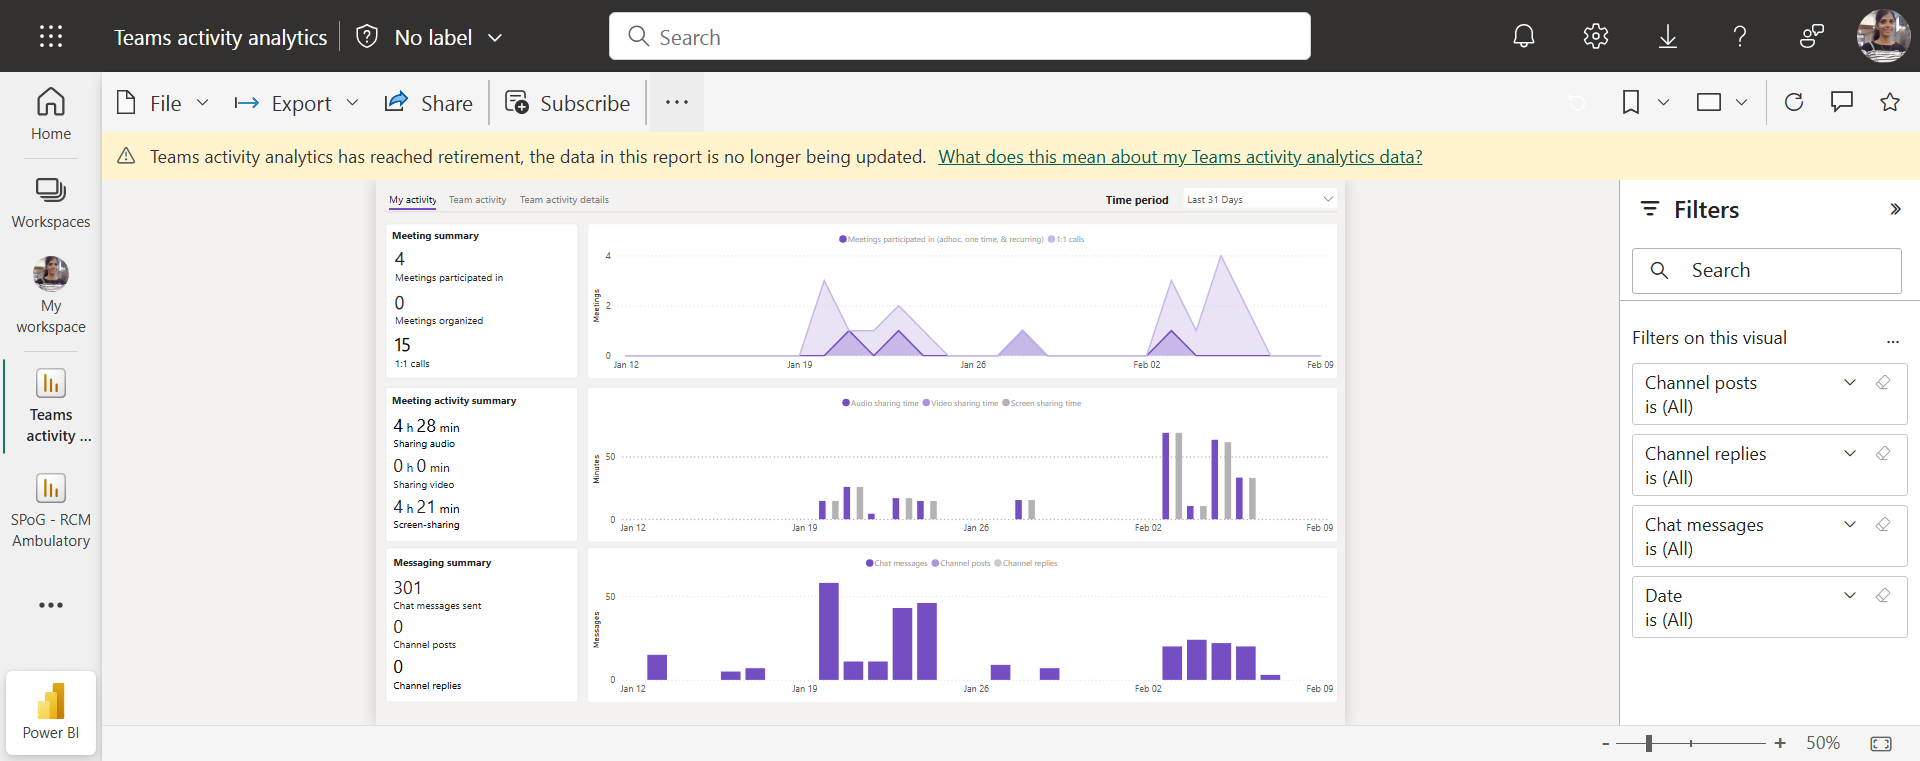 Teams activity analytics
No label
Search
File
Export
Share
Subscribe
Teams activity analytics has reached retirement, the data in this report is no longer being updated. What does this mean about my Teams activity analytics data?
Home
Workspaces
My
workspace
Teams
activity ...
SPoG - RCM
Ambulatory
Power BI
My activity Team activity Team activity details
Time period Last 31 Days
Meeting summary
4
Meetings participated in
0
Meetings organized
15
1:1 calls
Meetings participated in (adhoc, one time, & recurring) 1:1 calls
Meetings
4
2
0
Jan 12 Jan 19 Jan 26 Feb 02 Feb 09
Meeting activity summary
4 h 28 min
Sharing audio
0 h 0 min
Sharing video
4 h 21 min
Screen-sharing
Audio sharing time Video sharing time Screen sharing time
Minutes
50
0
Jan 12 Jan 19 Jan 26 Feb 02 Feb 09
Messaging summary
301
Chat messages sent
0
Channel posts
0
Channel replies
Chat messages Channel posts Channel replies
Messages
50
0
Jan 12 Jan 19 Jan 26 Feb 02 Feb 09
Filters
Search
Filters on this visual
...
Channel posts
is (All)
Channel replies
is (All)
Chat messages
is (All)
Date
is (All)
- + 50%